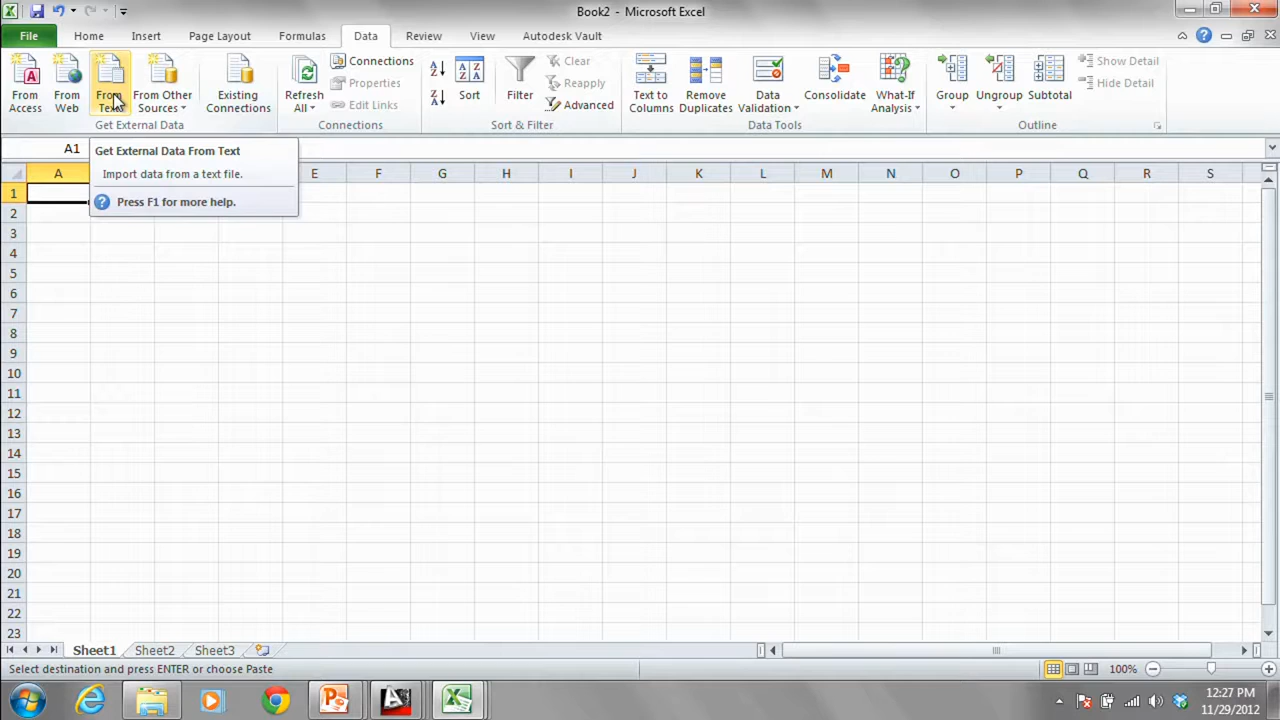 Book2 - Microsoft Excel
File Home Insert Page Layout Formulas Data Review View Autodesk Vault
From Access
From Web
From Text
From Other Sources
Existing Connections
Get External Data
Refresh All
Connections
Properties
Edit Links
Connections
Sort
Filter
Clear
Reapply
Advanced
Sort & Filter
Text to Columns
Remove Duplicates
Data Validation
Consolidate
What-If Analysis
Data Tools
Group
Ungroup
Subtotal
Show Detail
Hide Detail
Outline
A1
Get External Data From Text
Import data from a text file.
Press F1 for more help.
A E F G H I J K L M N O P Q R S
1
2
3
4
5
6
7
8
9
10
11
12
13
14
15
16
17
18
19
20
21
22
23
Sheet1 Sheet2 Sheet3
Select destination and press ENTER or choose Paste
100%
12:27 PM
11/29/2012